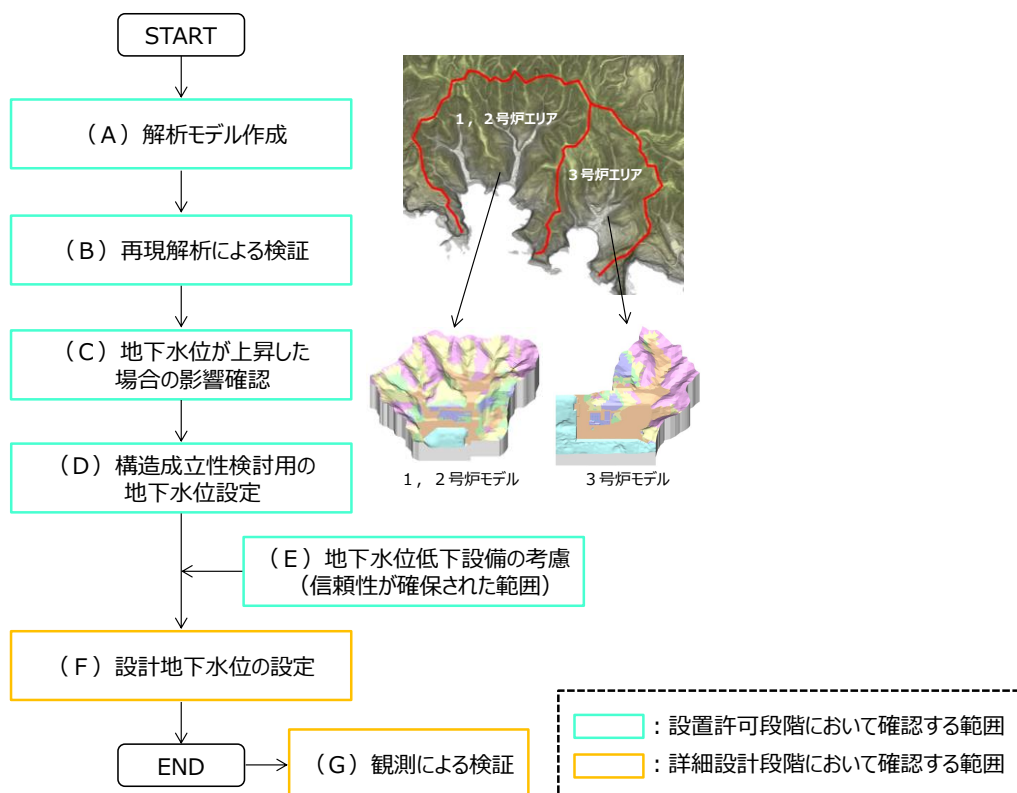 START
（A）解析モデル作成
（B）再現解析による検証
（C）地下水位が上昇した
場合の影響確認
（D）構造成立性検討用の
地下水位設定
（E）地下水位低下設備の考慮
（信頼性が確保された範囲）
（F）設計地下水位の設定
END
（G）観測による検証
1，2号炉エリア
3号炉エリア
1，2号炉モデル
3号炉モデル
：設置許可段階において確認する範囲
：詳細設計段階において確認する範囲